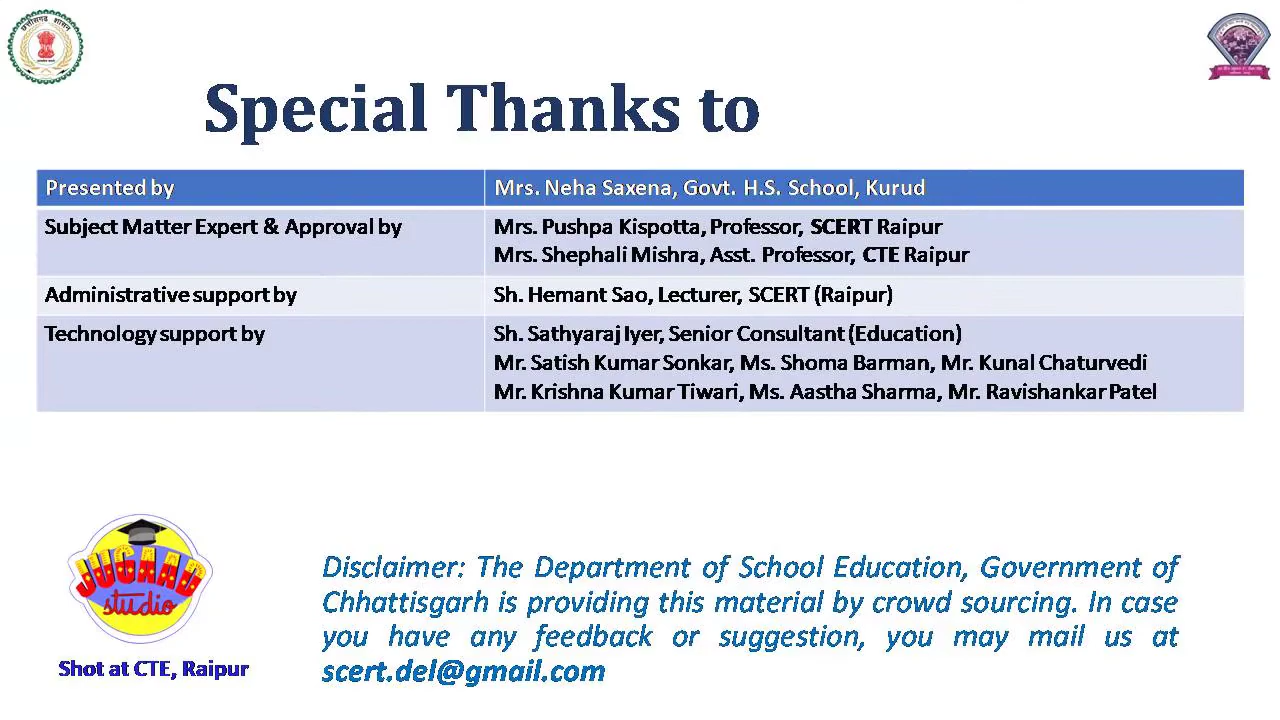 छत्तीसगढ़ शासन
Special Thanks to
Presented by
Mrs. Neha Saxena, Govt. H.S. School, Kurud
Subject Matter Expert & Approval by
Mrs. Pushpa Kispotta, Professor, SCERT Raipur
Mrs. Shephali Mishra, Asst. Professor, CTE Raipur
Administrative support by
Sh. Hemant Sao, Lecturer, SCERT (Raipur)
Technology support by
Sh. Sathyaraj Iyer, Senior Consultant (Education)
Mr. Satish Kumar Sonkar, Ms. Shoma Barman, Mr. Kunal Chaturvedi
Mr. Krishna Kumar Tiwari, Ms. Aastha Sharma, Mr. Ravishankar Patel
JUGAAD
studio
Shot at CTE, Raipur
Disclaimer: The Department of School Education, Government of
Chhattisgarh is providing this material by crowd sourcing. In case
you have any feedback or suggestion, you may mail us at
scert.del@gmail.com